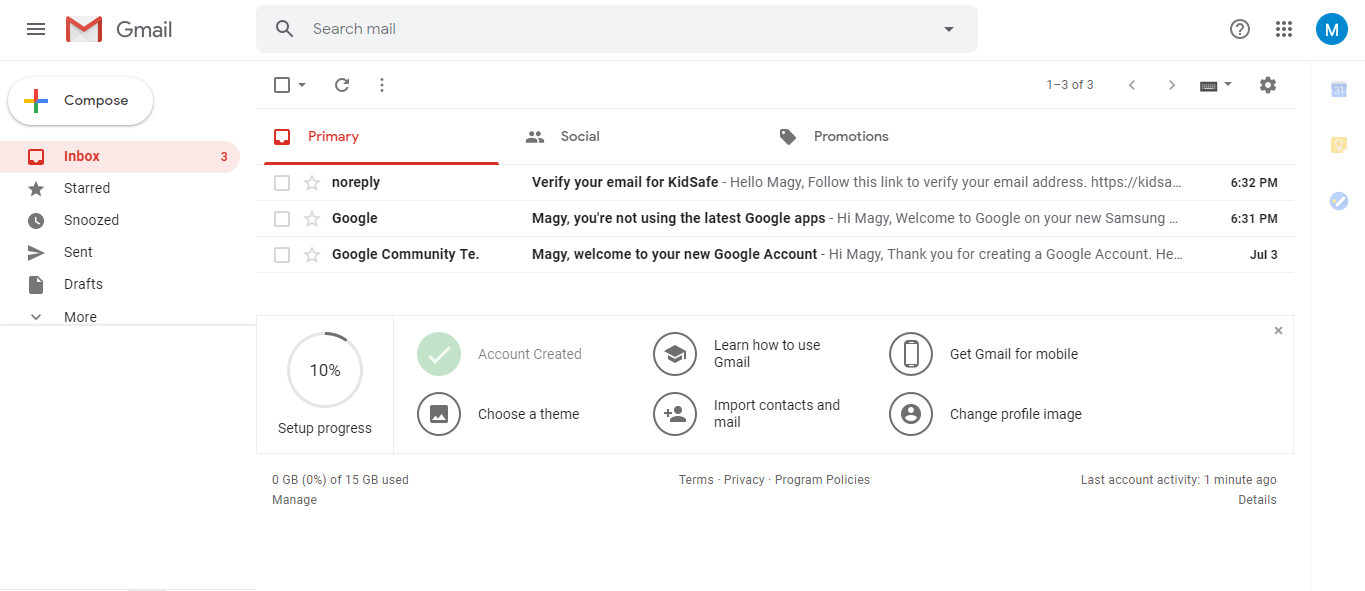 Gmail
Search mail
M
Compose
1–3 of 3
31
Inbox 3
Primary Social Promotions
Starred
noreply Verify your email for KidSafe - Hello Magy, Follow this link to verify your email address. https://kidsa... 6:32 PM
Snoozed
Google Magy, you're not using the latest Google apps - Hi Magy, Welcome to Google on your new Samsung ... 6:31 PM
Sent
Google Community Te. Magy, welcome to your new Google Account - Hi Magy, Thank you for creating a Google Account. He... Jul 3
Drafts
More
10%
Setup progress
Account Created
Learn how to use
Gmail
Get Gmail for mobile
Choose a theme
Import contacts and
mail
Change profile image
0 GB (0%) of 15 GB used
Manage
Terms · Privacy · Program Policies
Last account activity: 1 minute ago
Details